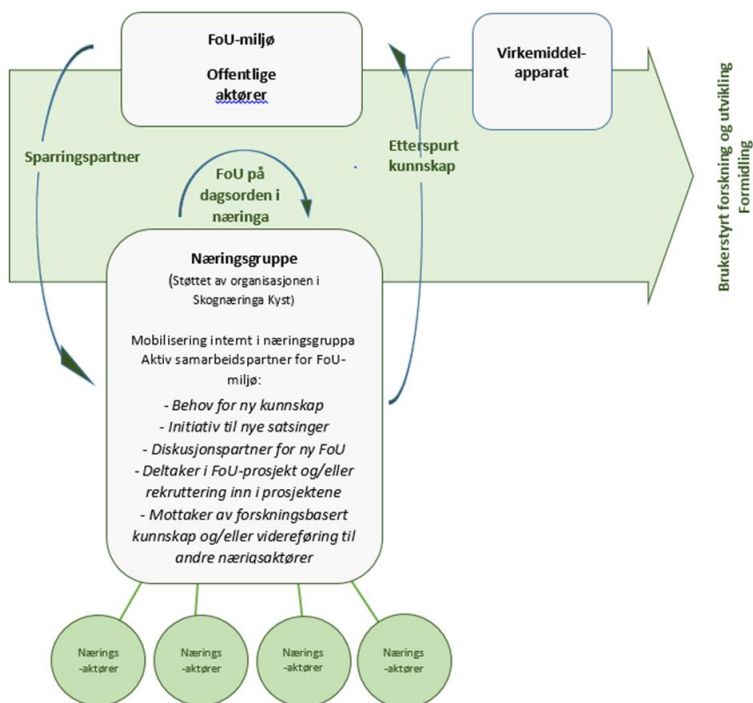 FoU-miljø
Offentlige
aktører
Virkemiddel-
apparat
Sparringspartner
FoU på
dagsorden i
næringa
Etterspurt
kunnskap
Brukerstyrt forskning og utvikling
Formidling
Næringsgruppe
(Støttet av organisasjonen i
Skognæringa Kyst)
Mobilisering internt i næringsgruppa
Aktiv samarbeidspartner for FoU-
miljø:
- Behov for ny kunnskap
- Initiativ til nye satsinger
- Diskusjonspartner for ny FoU
- Deltaker i FoU-prosjekt og/eller
rekruttering inn i prosjektene
- Mottaker av forskningsbasert
kunnskap og/eller videreføring til
andre nærigsaktører
Nærings
-aktører
Nærings
-aktører
Nærings
-aktører
Nærings
-aktører